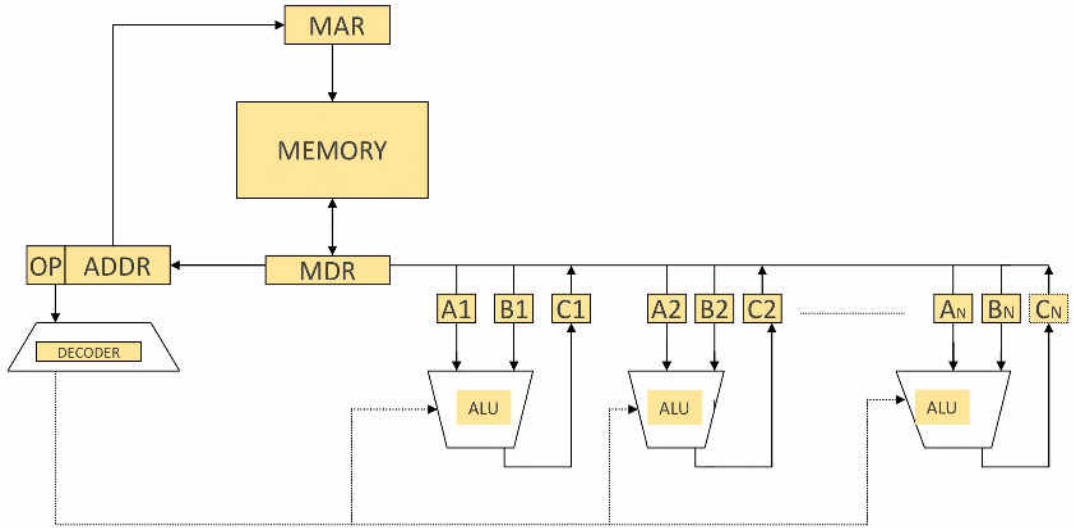 MAR
MEMORY
OP ADDR
MDR
A1 B1 C1 A2 B2 C2 AN BN CN
DECODER
ALU ALU ALU